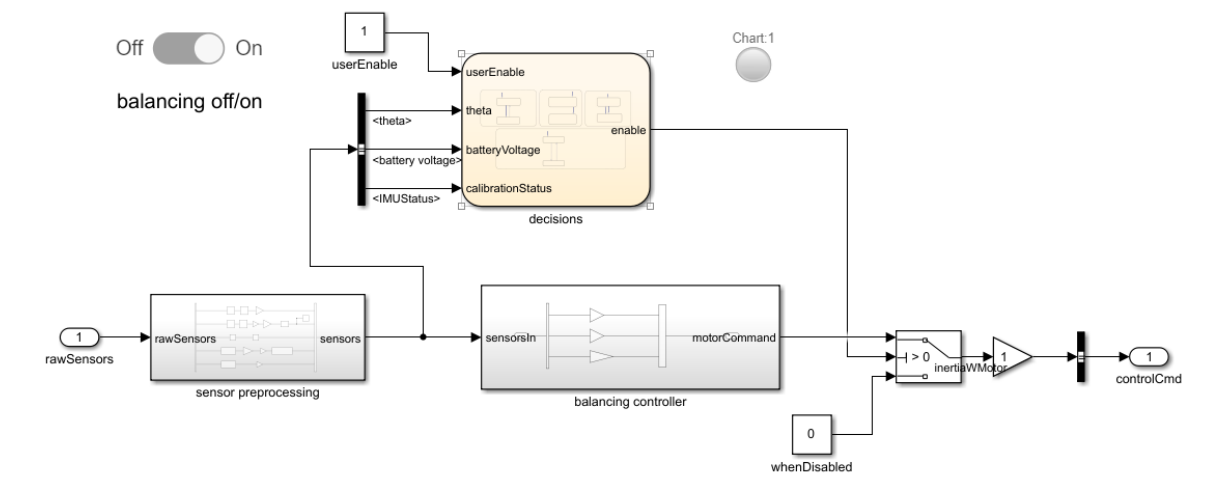 Off On
balancing off/on
1
userEnable
Chart:1
userEnable
theta
batteryVoltage
calibrationStatus
enable
decisions
<theta>
<battery voltage>
<IMUStatus>
1
rawSensors
rawSensors
sensors
sensor preprocessing
sensorsIn
motorCommand
balancing controller
> 0
0
whenDisabled
inertiaWMotor
1
1
controlCmd